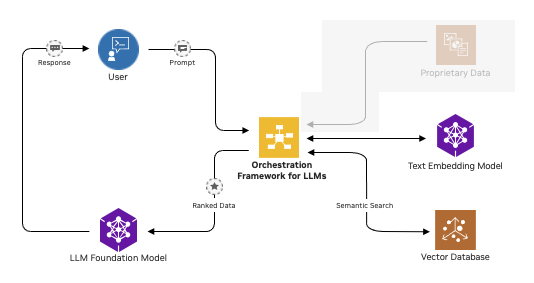 Response
User
Prompt
Proprietary Data
Orchestration
Framework for LLMs
Text Embedding Model
Ranked Data
Semantic Search
LLM Foundation Model
Vector Database